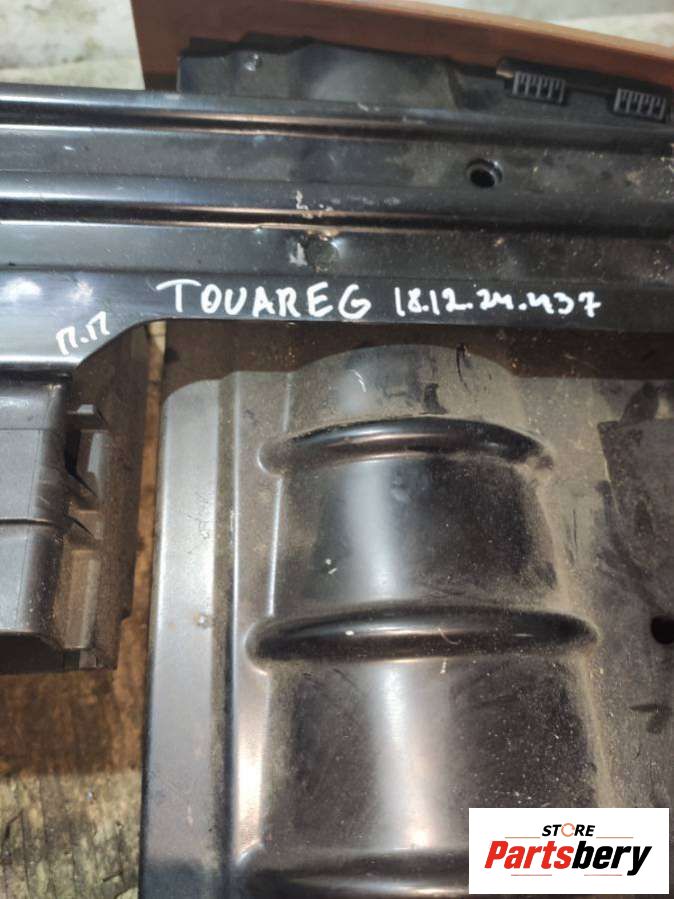 TOUAREG 18.12.24.437
П.П
STORE
Partsbery